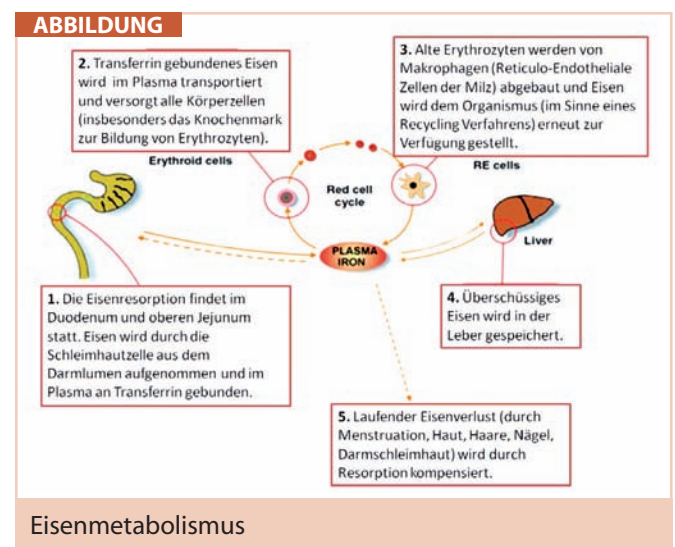 ABBILDUNG
2. Transferrin gebundenes Eisen
wird im Plasma transportiert
und versorgt alle Körperzellen
(insbesonders das Knochenmark
zur Bildung von Erythrozyten).
3. Alte Erythrozyten werden von
Makrophagen (Reticulo-Endotheliale
Zellen der Milz) abgebaut und Eisen
wird dem Organismus (im Sinne eines
Recycling Verfahrens) erneut zur
Verfügung gestellt.
Erythroid cells
RE cells
Red cell
cycle
Liver
PLASMA
IRON
1. Die Eisenresorption findet im
Duodenum und oberen Jejunum
statt. Eisen wird durch die
Schleimhautzelle aus dem
Darmlumen aufgenommen und im
Plasma an Transferrin gebunden.
4. Überschüssiges
Eisen wird in der
Leber gespeichert.
5. Laufender Eisenverlust (durch
Menstruation, Haut, Haare, Nägel,
Darmschleimhaut) wird durch
Resorption kompensiert.
Eisenmetabolismus